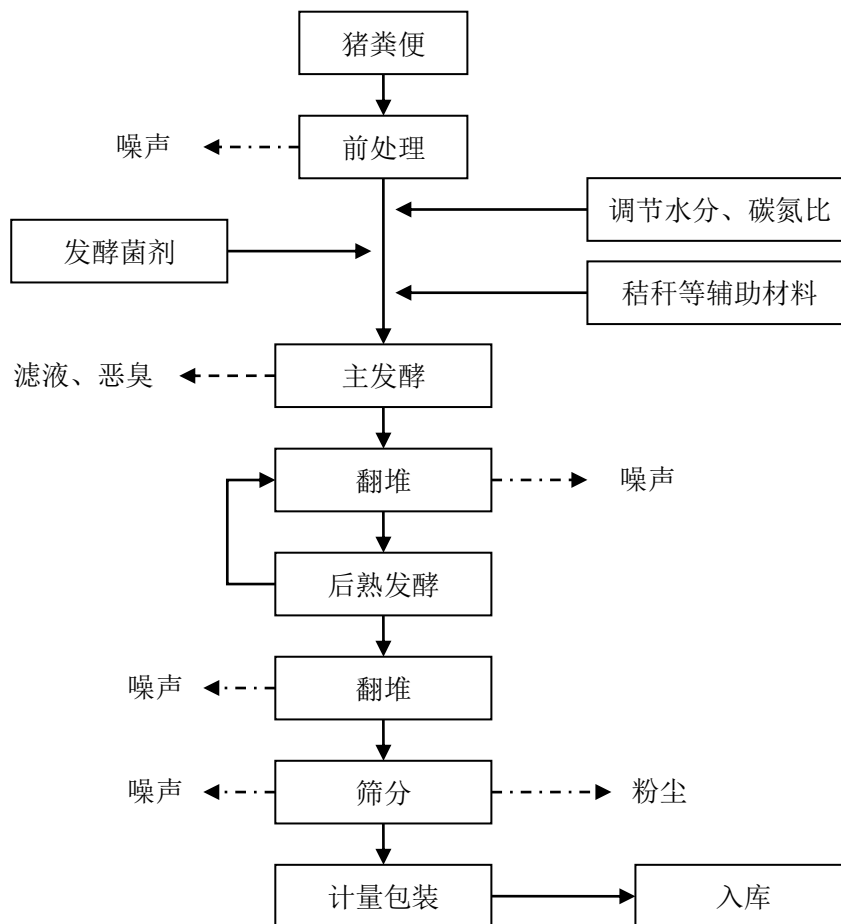 猪粪便
噪声
前处理
调节水分、碳氮比
发酵菌剂
秸秆等辅助材料
滤液、恶臭
主发酵
翻堆
噪声
后熟发酵
噪声
翻堆
噪声
筛分
粉尘
计量包装
入库